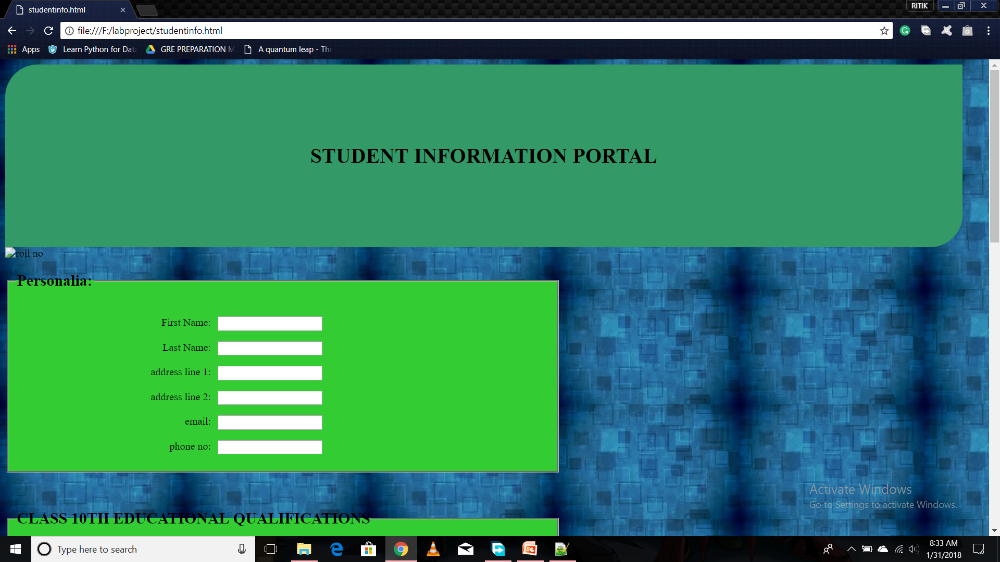 studentinfo.html
RITIK
file:///F:/labproject/studentinfo.html
Apps
Learn Python for Dat
GRE PREPARATION M
A quantum leap - The
STUDENT INFORMATION PORTAL
roll no
Personalia:
First Name:
Last Name:
address line 1:
address line 2:
email:
phone no:
Activate Windows
Go to Settings to activate Windows.
CLASS 10TH EDUCATIONAL QUALIFICATIONS
Type here to search
8:33 AM
1/31/2018